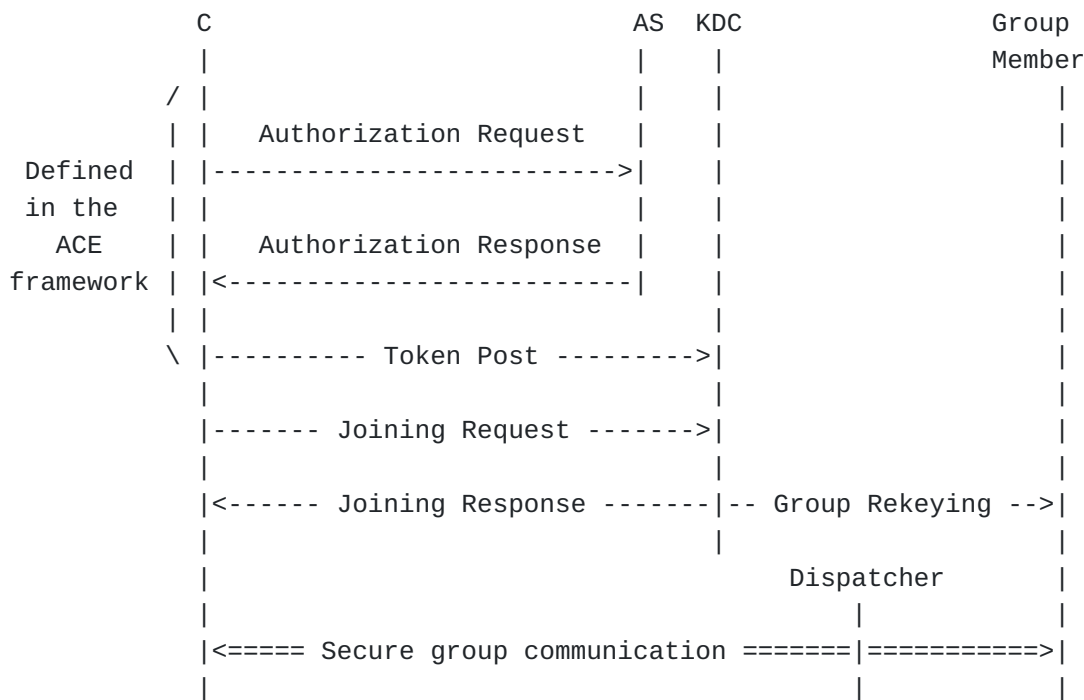 C AS KDC Group
Member
Authorization Request
Defined
in the
ACE Authorization Response
framework
Token Post
Joining Request
Joining Response Group Rekeying
Dispatcher
Secure group communication